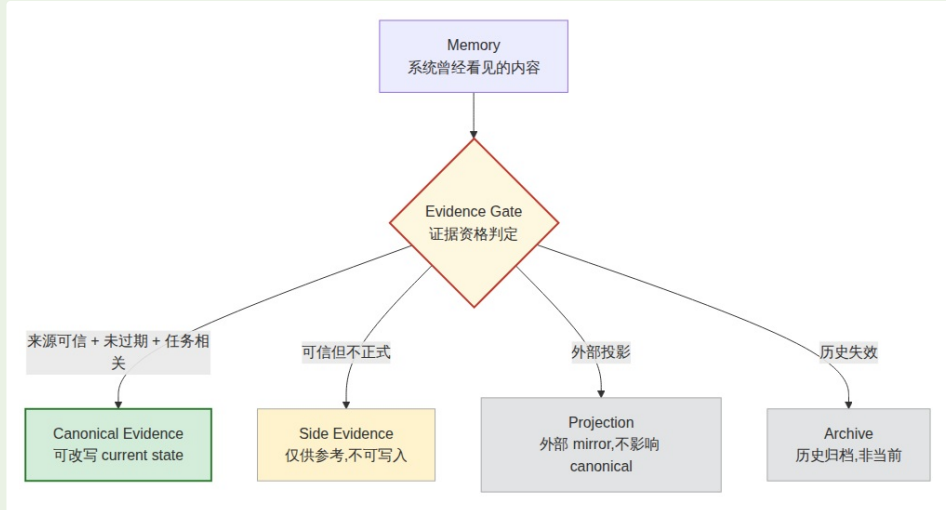 Memory
系统曾经看见的内容
Evidence Gate
证据资格判定
来源可信 + 未过期 + 任务相
关
可信但不正式
外部投影
历史失效
Canonical Evidence
可改写 current state
Side Evidence
仅供参考,不可写入
Projection
外部 mirror,不影响
canonical
Archive
历史归档,非当前